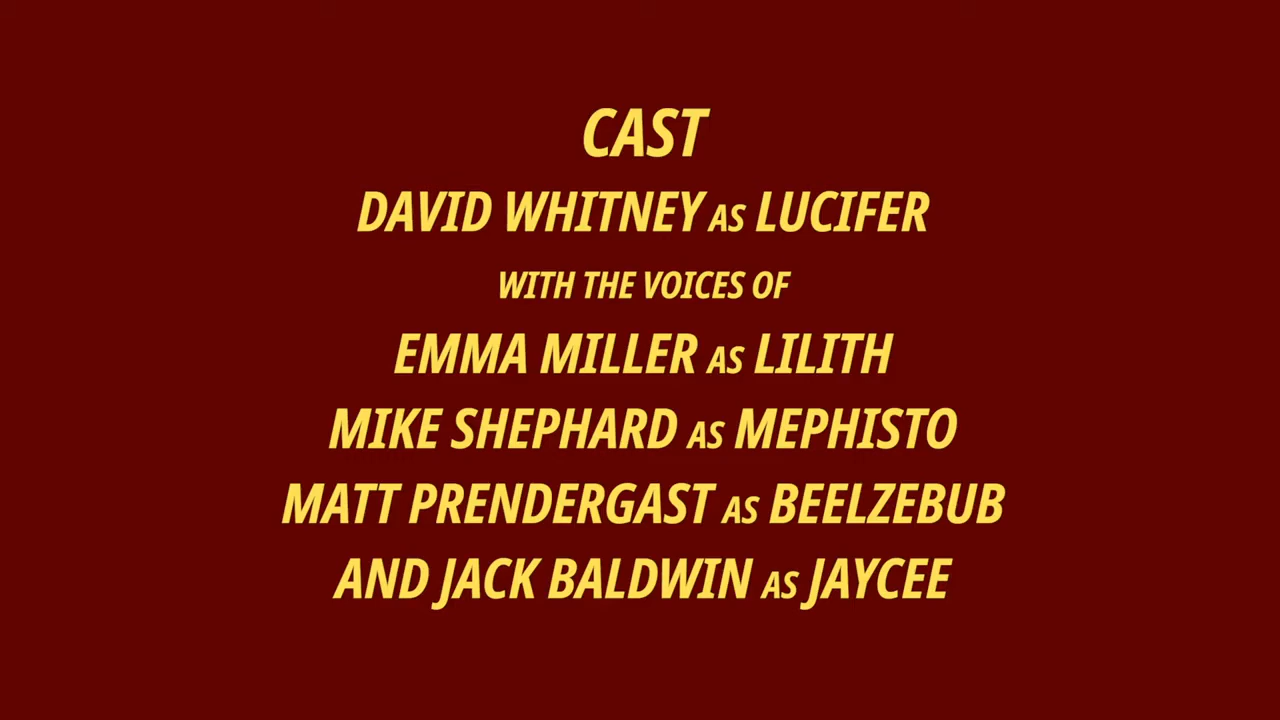 CAST
DAVID WHITNEY AS LUCIFER
WITH THE VOICES OF
EMMA MILLER AS LILITH
MIKE SHEPHARD AS MEPHISTO
MATT PRENDERGAST AS BEELZEBUB
AND JACK BALDWIN AS JAYCEE